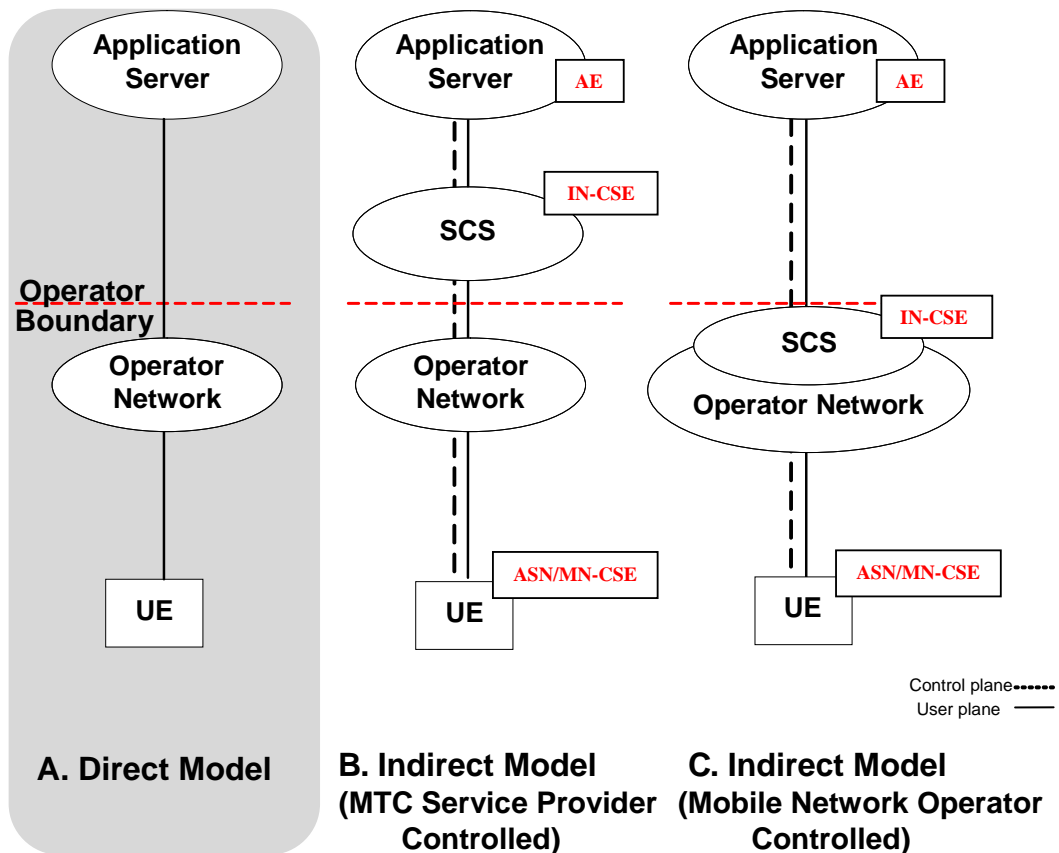 Application
Server
Operator
Boundary
Operator
Network
UE
A. Direct Model
Application
Server
AE
IN-CSE
SCS
Operator
Network
ASN/MN-CSE
UE
B. Indirect Model
(MTC Service Provider
Controlled)
Application
Server
AE
IN-CSE
SCS
Operator Network
ASN/MN-CSE
UE
Control plane
User plane
C. Indirect Model
(Mobile Network Operator
Controlled)